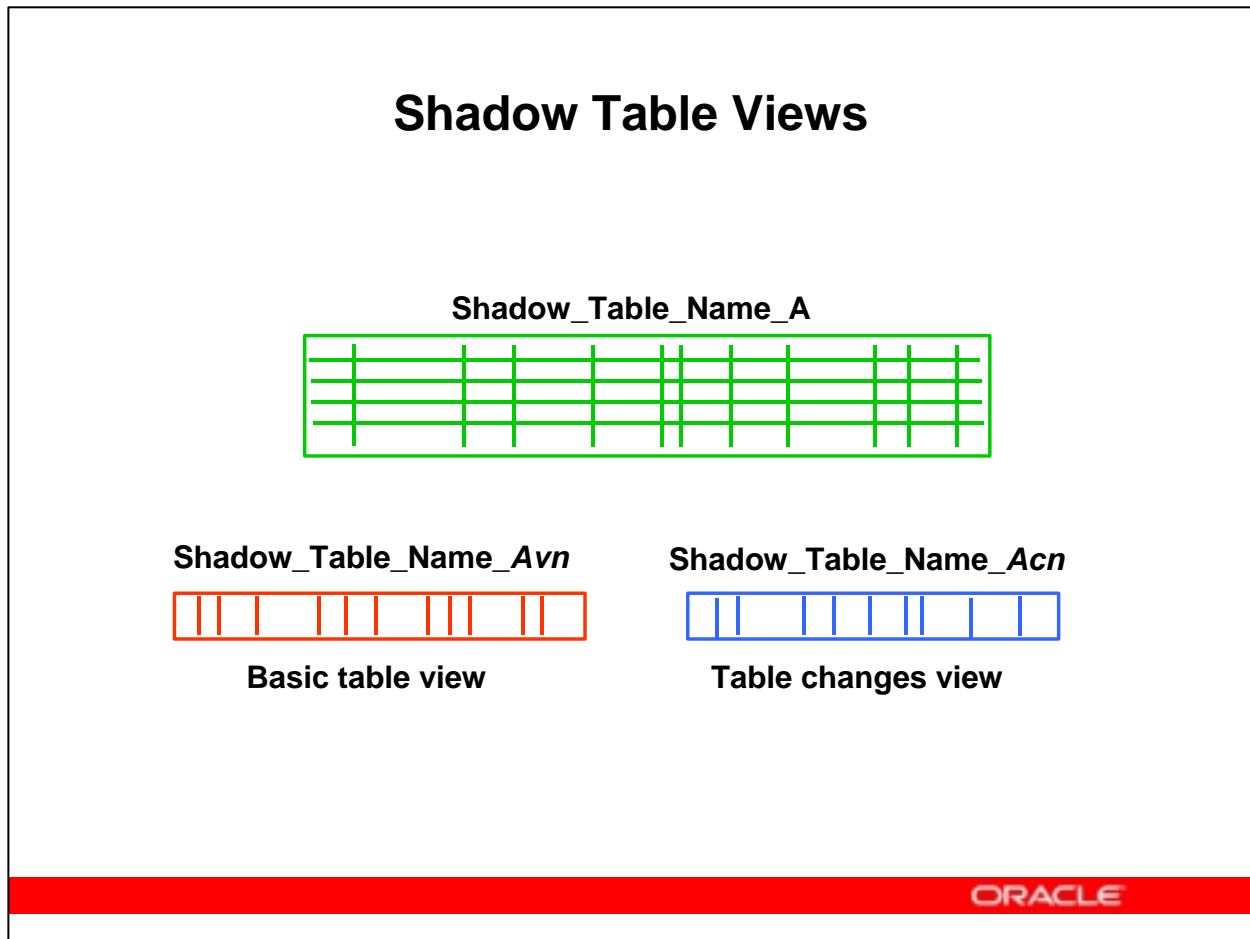 Shadow Table Views
Shadow_Table_Name_A
Shadow_Table_Name_Avn
Shadow_Table_Name_Acn
Basic table view
Table changes view
ORACLE